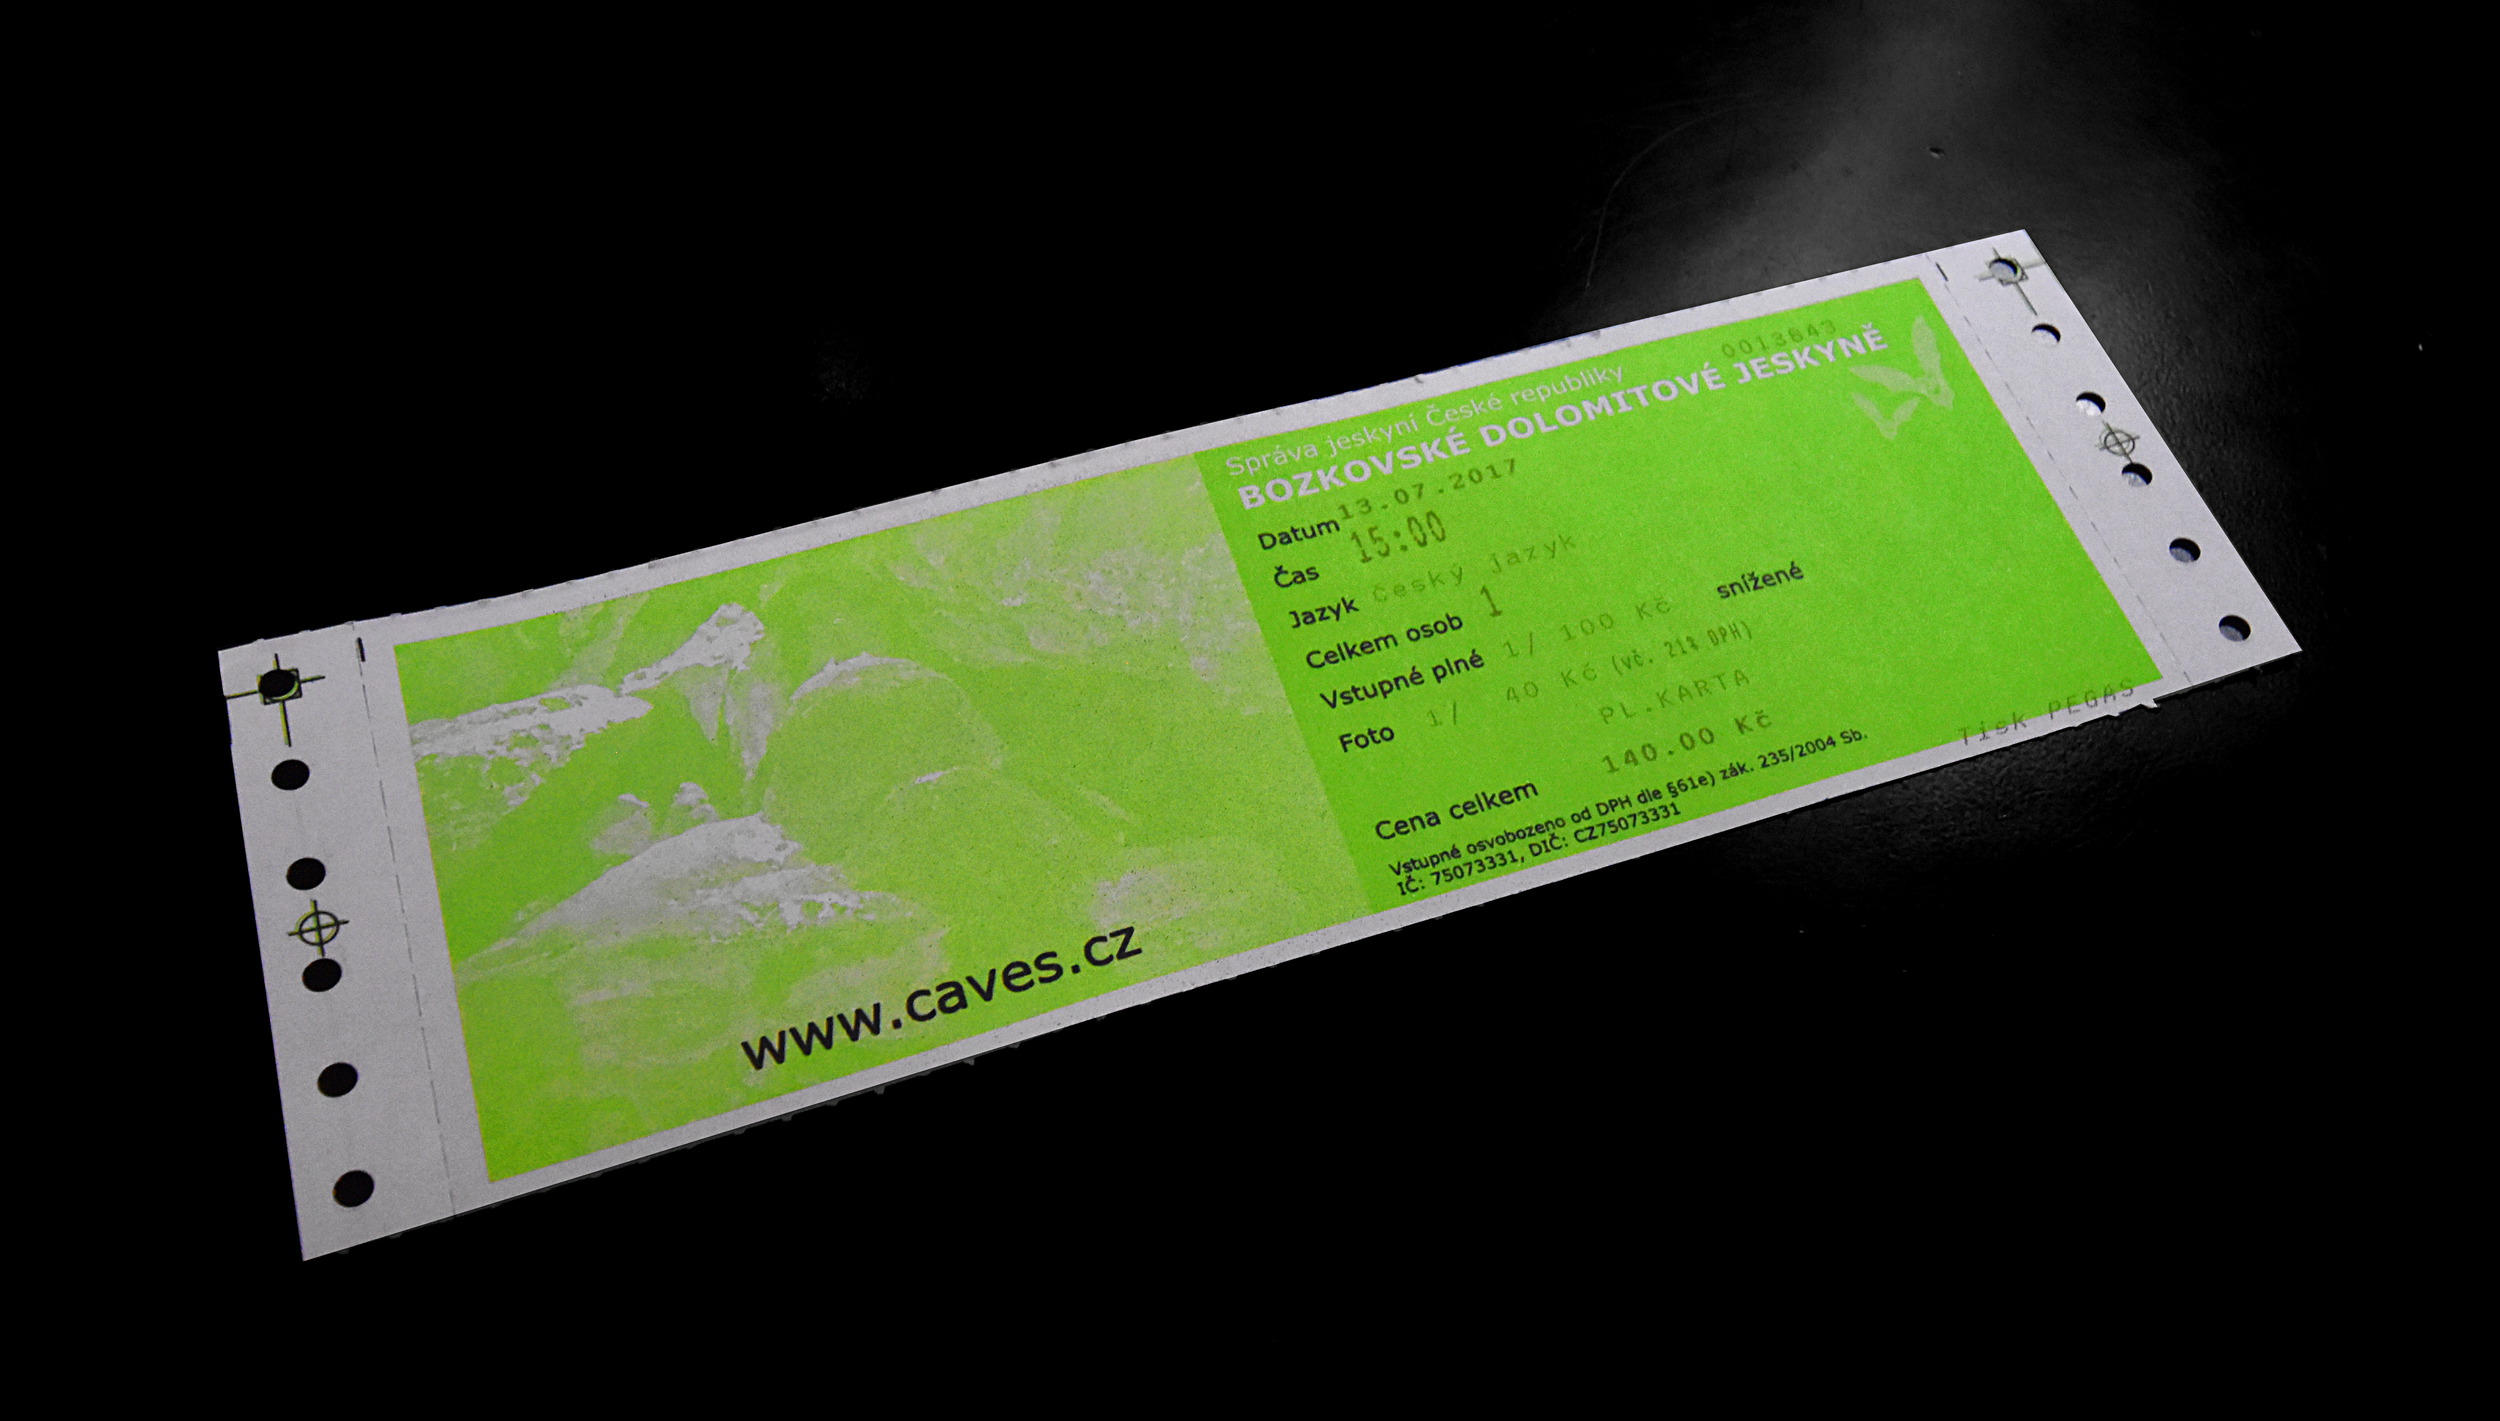 0013843
Správa jeskyní České republiky
BOZKOVSKÉ DOLOMITOVÉ JESKYNĚ
Datum 13.07.2017
Čas 15:00
Jazyk český jazyk
Celkem osob 1
Vstupné plné 1/ 100 Kč snížené
Foto 1/ 40 Kč (vč. 21% DPH)
PL.KARTA
Cena celkem 140.00 Kč
Vstupné osvobozeno od DPH dle §61e) zák. 235/2004 Sb.
IČ: 75073331, DIČ: CZ75073331
Tisk PEGAS
www.caves.cz